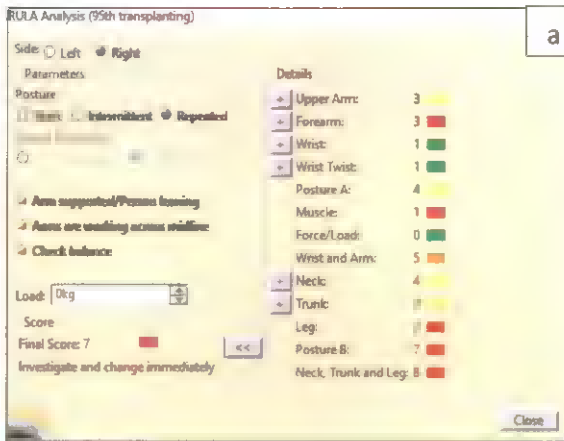 RULA Analysis (95th transplanting)
a
Side: Left Right
Parameters
Posture
Intermittent Repeated
Arm supported/Person leaning
Arms are working across midline
Check balance
Load: 0kg
Score
Final Score: 7
<<
Investigate and change immediately
Details
+ Upper Arm: 3
+ Forearm: 3
+ Wrist: 1
+ Wrist Twist: 1
Posture A: 4
Muscle: 1
Force/Load: 0
Wrist and Arm: 5
+ Neck: 4
+ Trunk:
Leg:
Posture B: 7
Neck, Trunk and Leg: 8
Close